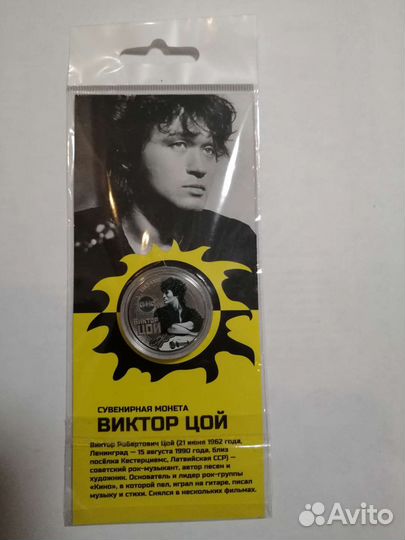 ВИКТОР
ЦОЙ
СУВЕНИРНАЯ МОНЕТА
ВИКТОР ЦОЙ
Виктор Робертович Цой (21 июня 1962 года,
Ленинград — 15 августа 1990 года, близ
посёлка Кестерциемс, Латвийская ССР) —
советский рок-музыкант, автор песен и
художник. Основатель и лидер рок-группы
«Кино», в которой пел, играл на гитаре, писал
музыку и стихи. Снялся в нескольких фильмах.
Avito